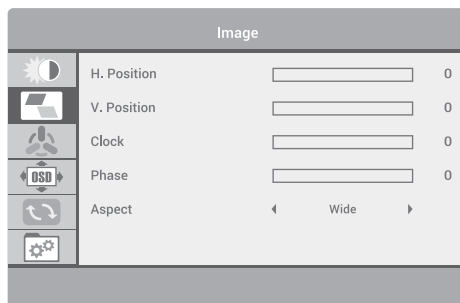 Image
H. Position 0
V. Position 0
Clock 0
Phase 0
OSD
Aspect Wide